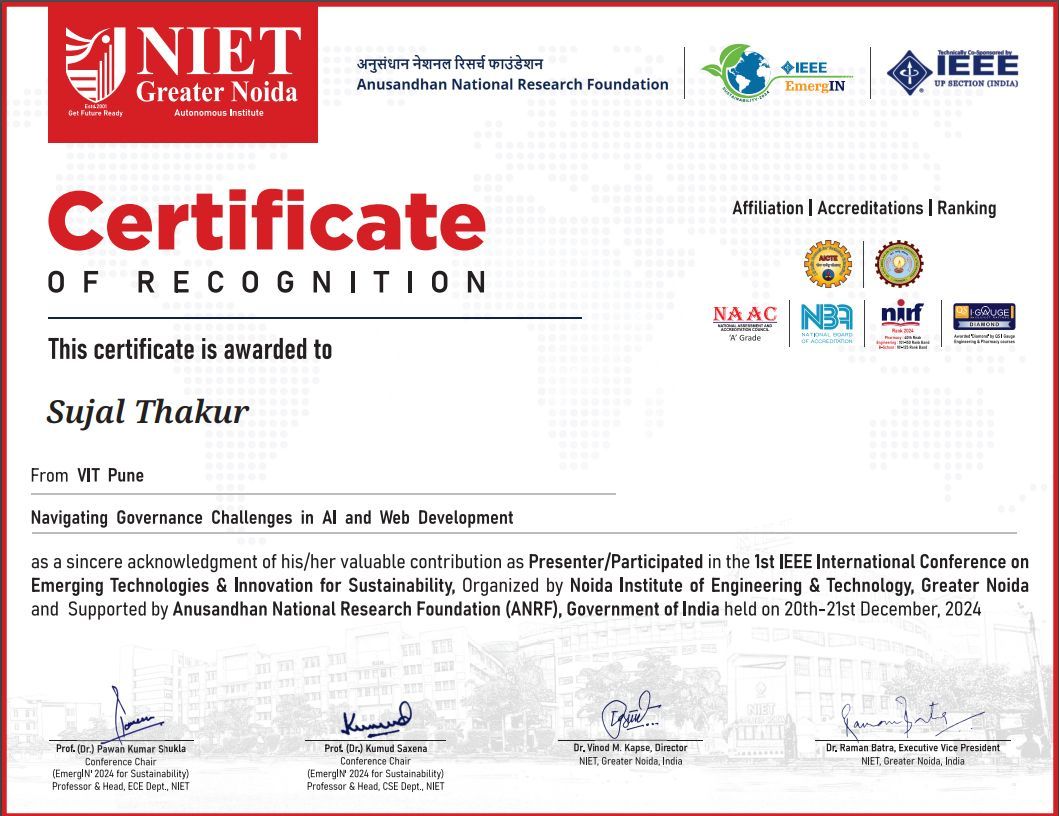 NIET
Greater Noida
Estd.2001
Get Future Ready
Autonomous Institute
अनुसंधान नेशनल रिसर्च फाउंडेशन
Anusandhan National Research Foundation
SUSTAINABILITY-2024
IEEE
EmergIN
Technically Co-Sponsored by
IEEE
UP SECTION (INDIA)
Certificate
OF RECOGNITION
Affiliation | Accreditations | Ranking
AICTE
NAAC
NATIONAL ASSESSMENT AND
ACCREDITATION COUNCIL
'A' Grade
NBA
NATIONAL BOARD
OF ACCREDITATION
nirf
Rank 2024
QS I·GAUGE
DIAMOND
Engineering & Pharmacy courses
This certificate is awarded to
Sujal Thakur
From VIT Pune
Navigating Governance Challenges in AI and Web Development
as a sincere acknowledgment of his/her valuable contribution as Presenter/Participated in the 1st IEEE International Conference on
Emerging Technologies & Innovation for Sustainability, Organized by Noida Institute of Engineering & Technology, Greater Noida
and Supported by Anusandhan National Research Foundation (ANRF), Government of India held on 20th-21st December, 2024
Prof. (Dr.) Pawan Kumar Shukla
Conference Chair
(EmergIN' 2024 for Sustainability)
Professor & Head, ECE Dept., NIET
Prof. (Dr.) Kumud Saxena
Conference Chair
(EmergIN' 2024 for Sustainability)
Professor & Head, CSE Dept., NIET
Dr. Vinod M. Kapse, Director
NIET, Greater Noida, India
Dr. Raman Batra, Executive Vice President
NIET, Greater Noida, India